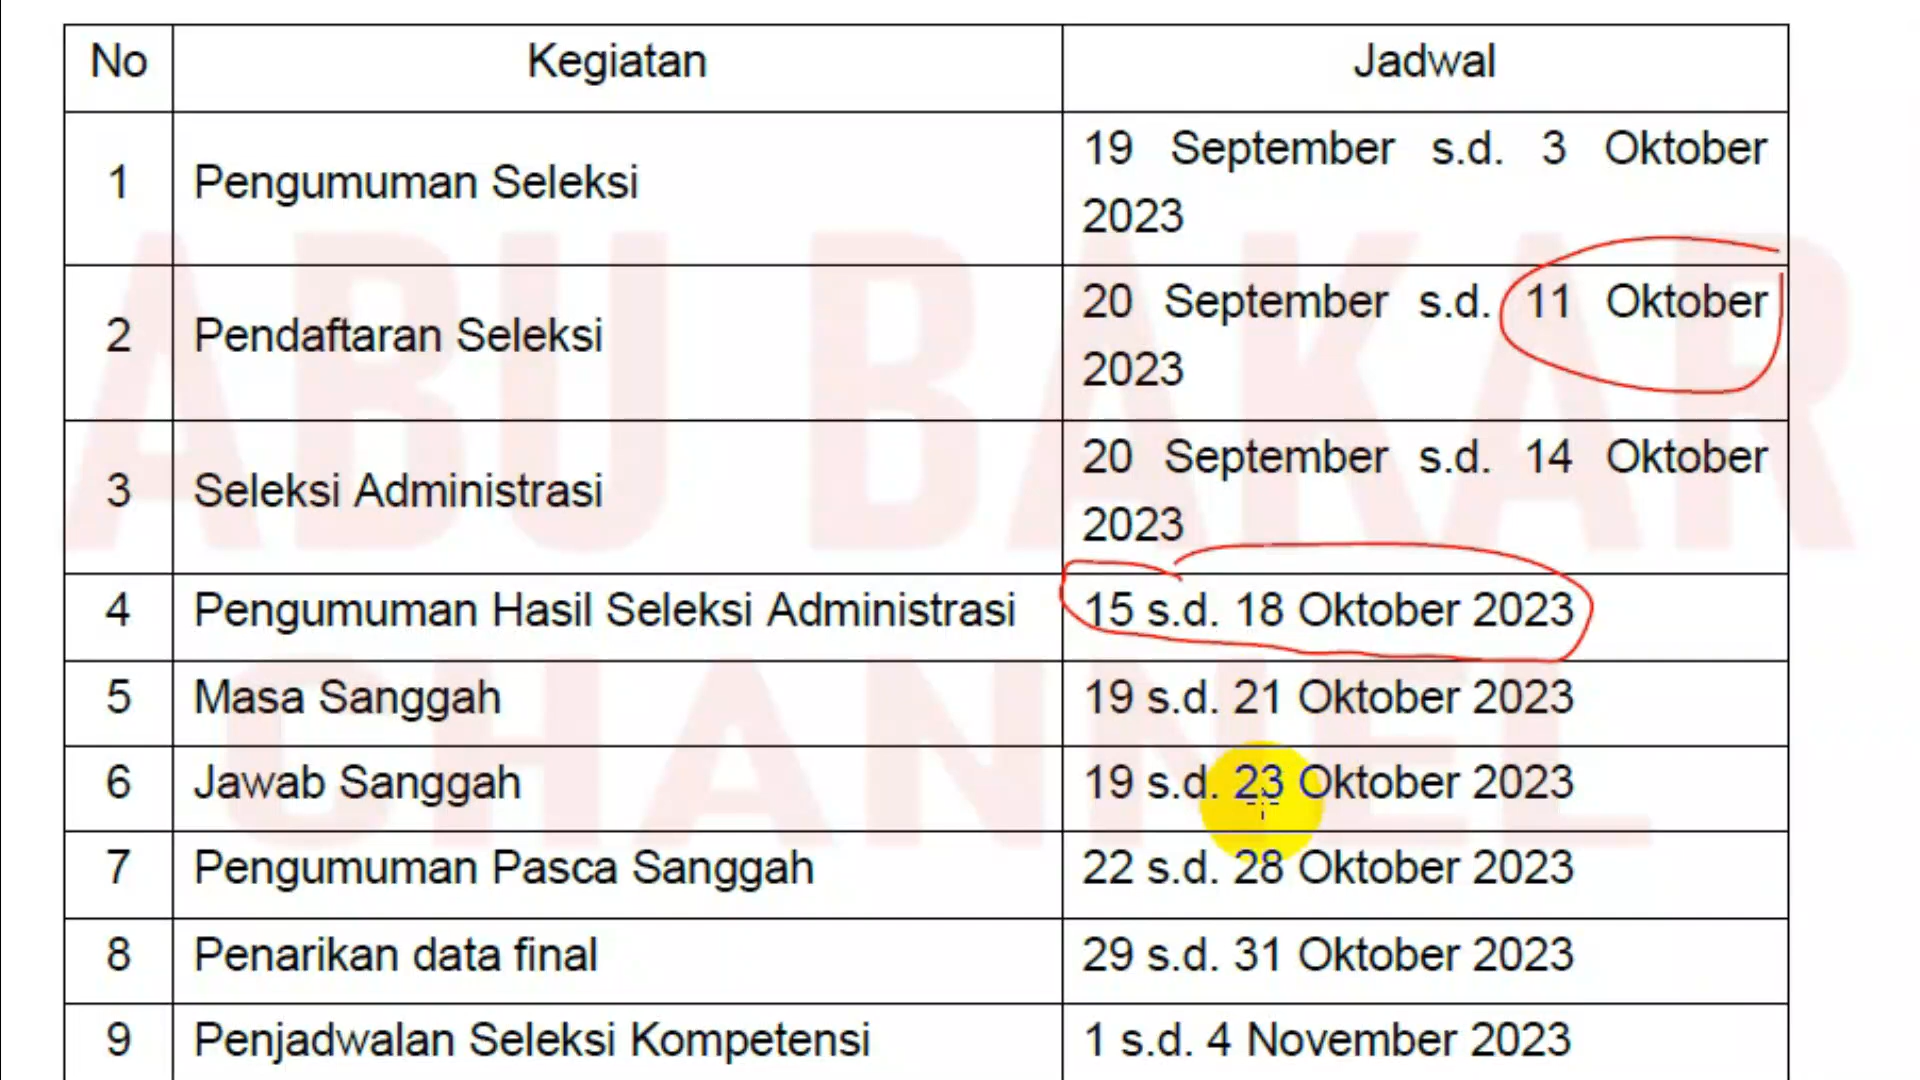 No Kegiatan Jadwal
1 Pengumuman Seleksi 19 September s.d. 3 Oktober
2023
2 Pendaftaran Seleksi 20 September s.d. 11 Oktober
2023
3 Seleksi Administrasi 20 September s.d. 14 Oktober
2023
4 Pengumuman Hasil Seleksi Administrasi 15 s.d. 18 Oktober 2023
5 Masa Sanggah 19 s.d. 21 Oktober 2023
6 Jawab Sanggah 19 s.d. 23 Oktober 2023
7 Pengumuman Pasca Sanggah 22 s.d. 28 Oktober 2023
8 Penarikan data final 29 s.d. 31 Oktober 2023
9 Penjadwalan Seleksi Kompetensi 1 s.d. 4 November 2023
ABU BAKAR
CHANNEL